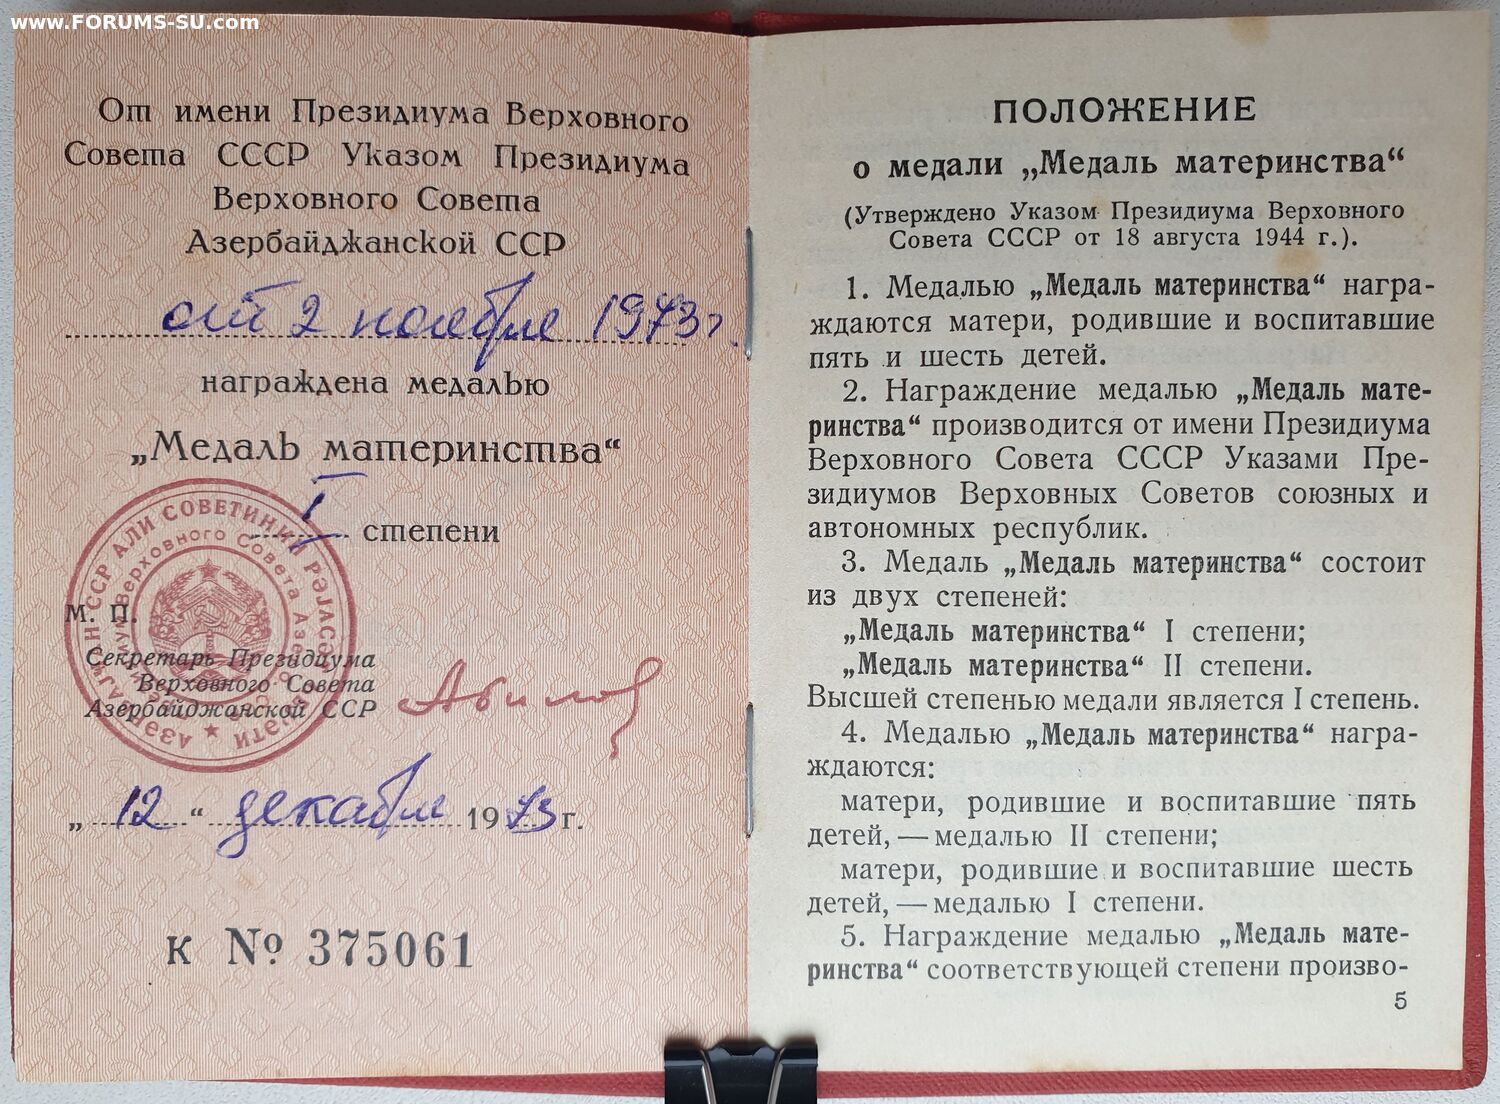 www.FORUMS-SU.com
От имени Президиума Верховного
Совета СССР Указом Президиума
Верховного Совета
Азербайджанской ССР
от 2 ноября 1973 г.
награждена медалью
„Медаль материнства“
I степени
М. П.
Секретарь Президиума
Верховного Совета
Азербайджанской ССР
„12“ декабря 1973 г.
К № 375061
ПОЛОЖЕНИЕ
о медали „Медаль материнства“
(Утверждено Указом Президиума Верховного
Совета СССР от 18 августа 1944 г.).
1. Медалью „Медаль материнства“ награ-
ждаются матери, родившие и воспитавшие
пять и шесть детей.
2. Награждение медалью „Медаль мате-
ринства“ производится от имени Президиума
Верховного Совета СССР Указами Пре-
зидиумов Верховных Советов союзных и
автономных республик.
3. Медаль „Медаль материнства“ состоит
из двух степеней:
„Медаль материнства“ I степени;
„Медаль материнства“ II степени.
Высшей степенью медали является I степень.
4. Медалью „Медаль материнства“ награ-
ждаются:
матери, родившие и воспитавшие пять
детей, — медалью II степени;
матери, родившие и воспитавшие шесть
детей, — медалью I степени.
5. Награждение медалью „Медаль мате-
ринства“ соответствующей степени произво-
5